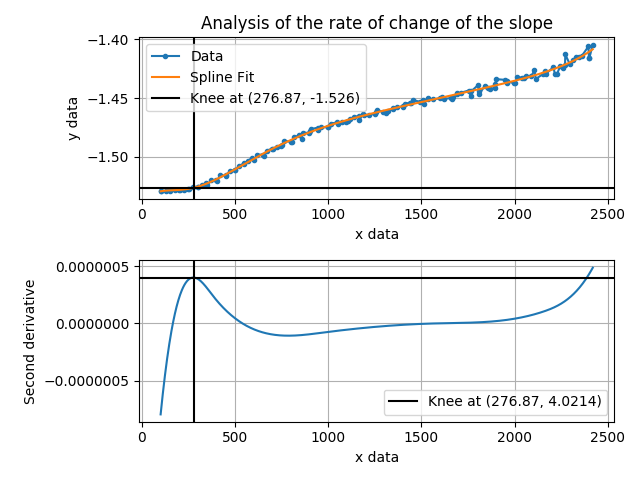 Analysis of the rate of change of the slope
−1.40
−1.45
−1.50
y data
Data
Spline Fit
Knee at (276.87, -1.526)
0 500 1000 1500 2000 2500
x data
0.0000005
0.0000000
−0.0000005
Second derivative
Knee at (276.87, 4.0214)
0 500 1000 1500 2000 2500
x data